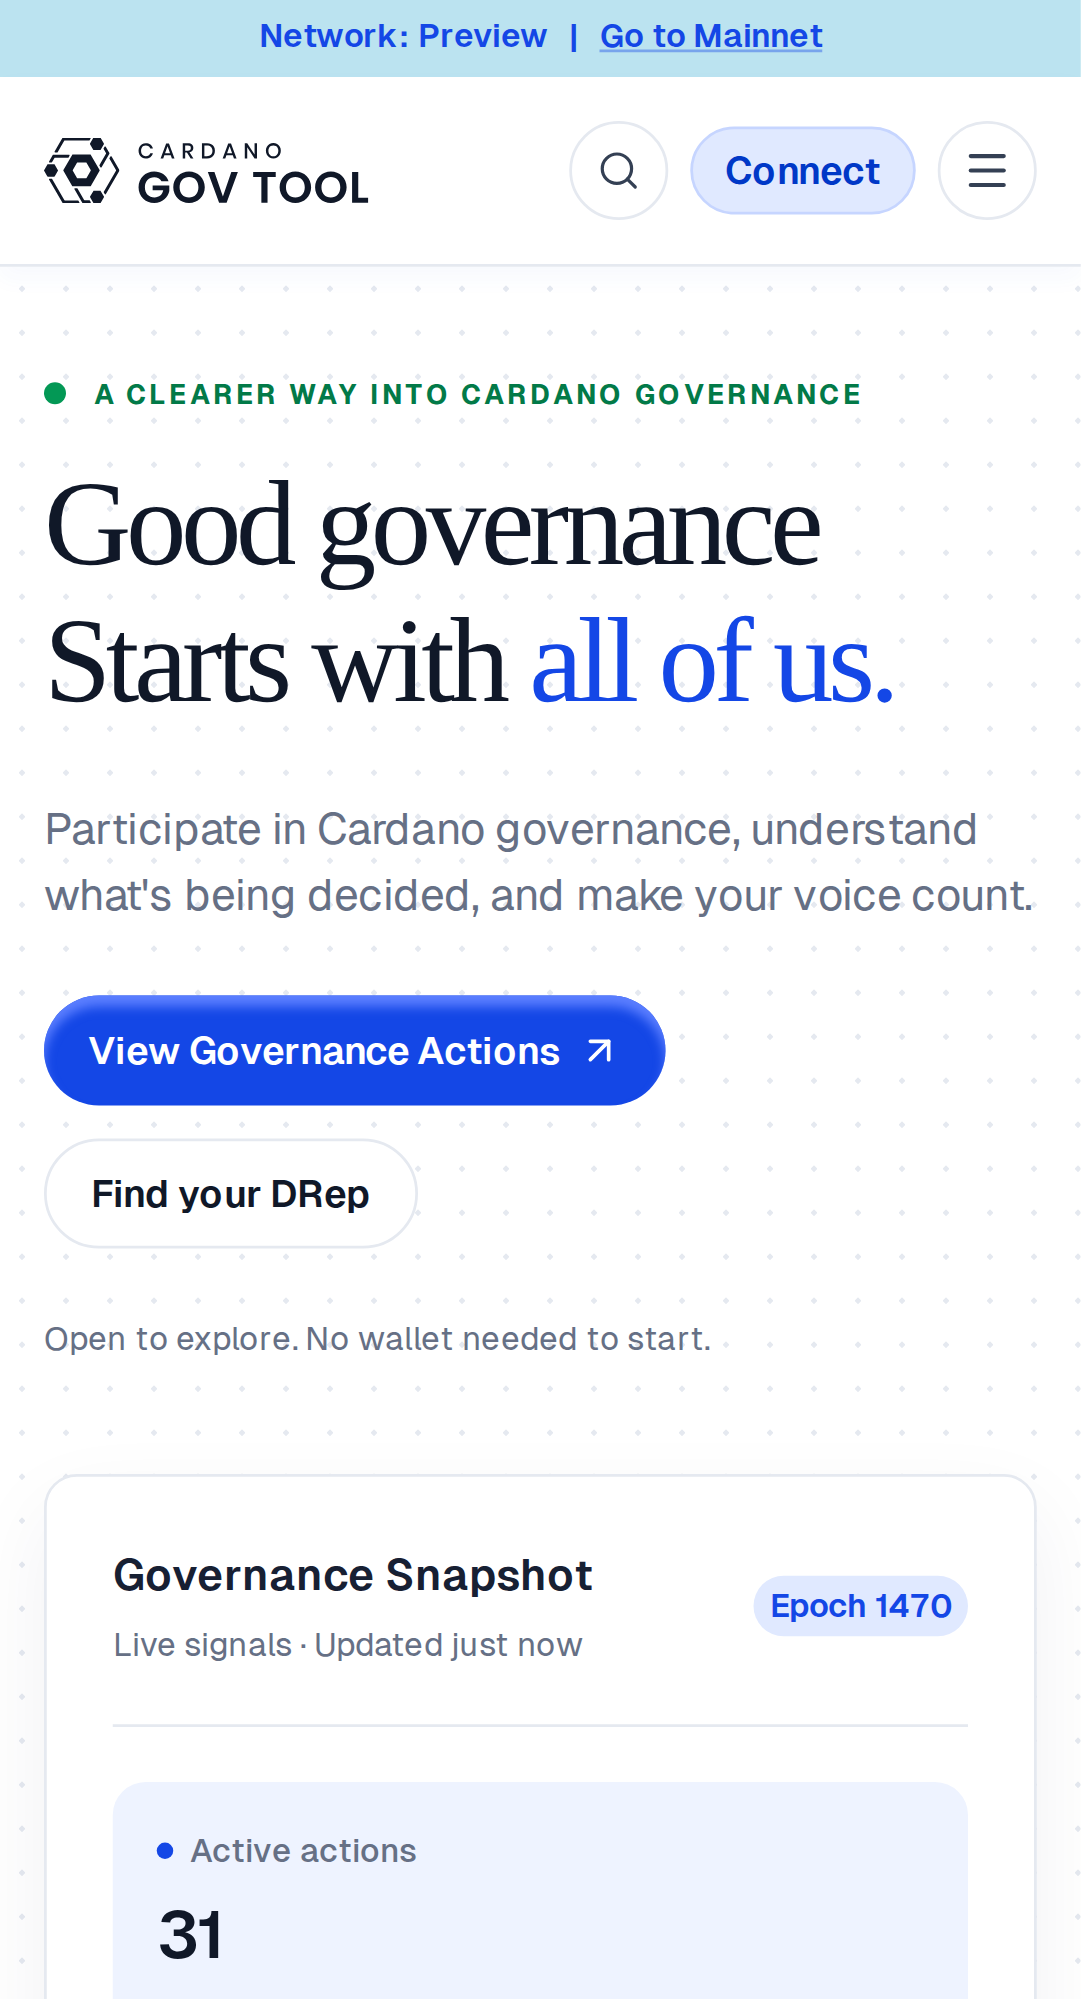 Network: Preview | Go to Mainnet
CARDANO
GOV TOOL
Connect
A CLEARER WAY INTO CARDANO GOVERNANCE
Good governance
Starts with all of us.
Participate in Cardano governance, understand
what's being decided, and make your voice count.
View Governance Actions
Find your DRep
Open to explore. No wallet needed to start.
Governance Snapshot
Epoch 1470
Live signals · Updated just now
Active actions
31